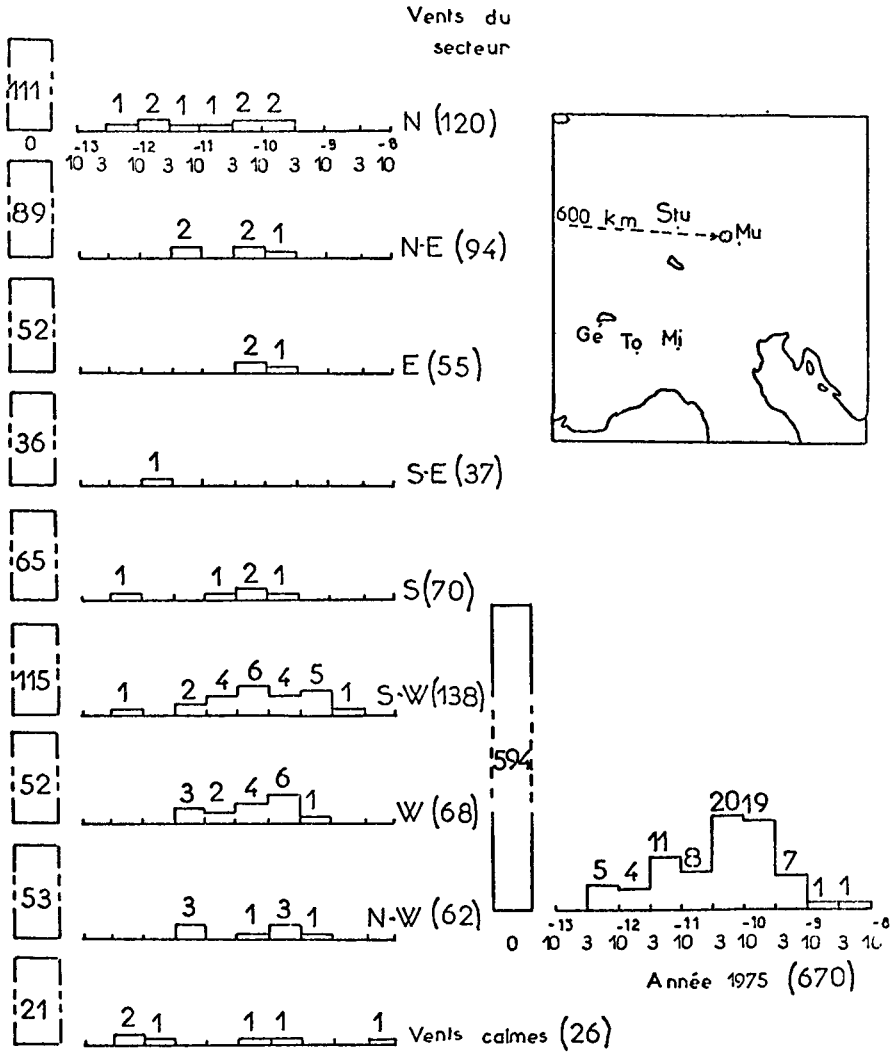 Vents du
secteur
111
0
1 2 1 1 2 2
N (120)
10⁻¹³ 3 10⁻¹² 3 10⁻¹¹ 3 10⁻¹⁰ 3 10⁻⁹ 3 10⁻⁸
89
2 2 1
N-E (94)
52
2 1
E (55)
36
1
S-E (37)
65
1 1 2 1
S (70)
115
1 2 4 6 4 5 1
S-W (138)
52
3 2 4 6 1
W (68)
53
3 1 3 1
N-W (62)
21
2 1 1 1 1
Vents calmes (26)
600 km Stu
Mu
Gé To Mi
594
0
5 4 11 8 20 19 7 1 1
10⁻¹³ 3 10⁻¹² 3 10⁻¹¹ 3 10⁻¹⁰ 3 10⁻⁹ 3
Année 1975 (670)